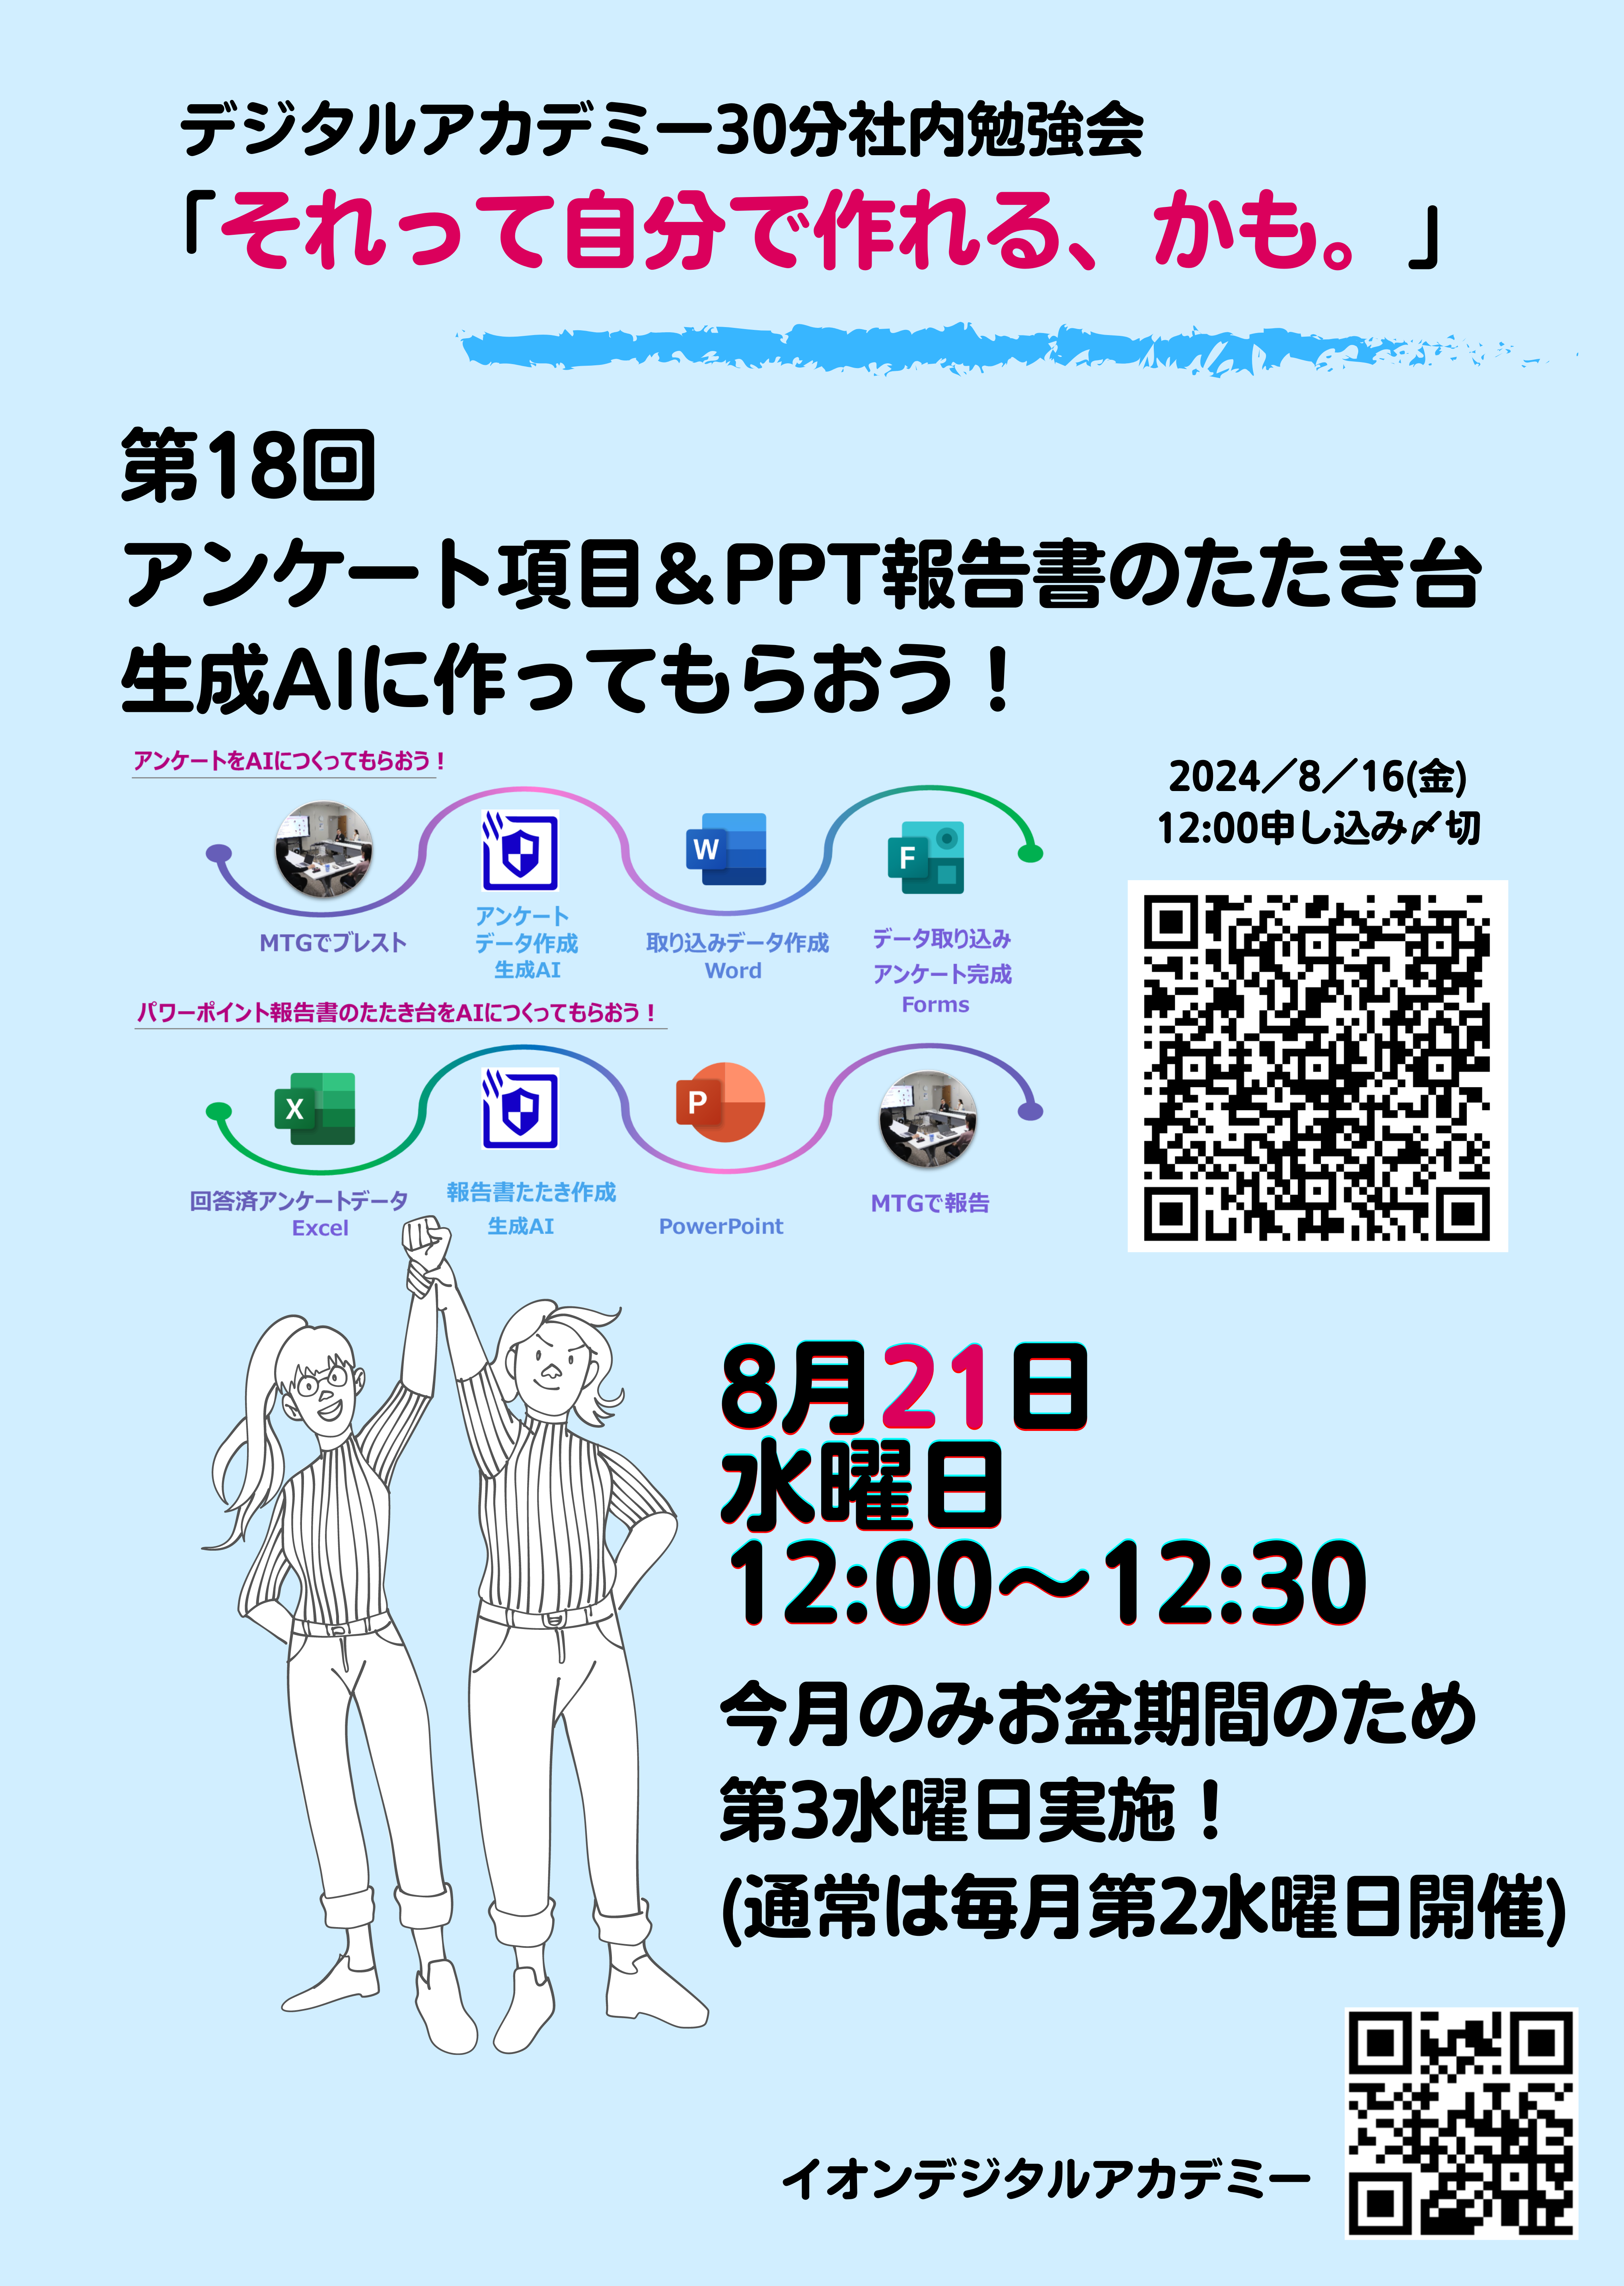 デジタルアカデミー30分社内勉強会
「それって自分で作れる、かも。」
第18回
アンケート項目＆PPT報告書のたたき台
生成AIに作ってもらおう！
アンケートをAIにつくってもらおう！
MTGでブレスト
アンケート
データ作成
生成AI
W
取り込みデータ作成
Word
F
データ取り込み
アンケート完成
Forms
2024／8／16(金)
12:00申し込み〆切
パワーポイント報告書のたたき台をAIにつくってもらおう！
X
回答済アンケートデータ
Excel
報告書たたき作成
生成AI
P
PowerPoint
MTGで報告
8月21日
水曜日
12:00～12:30
今月のみお盆期間のため
第3水曜日実施！
(通常は毎月第2水曜日開催)
イオンデジタルアカデミー